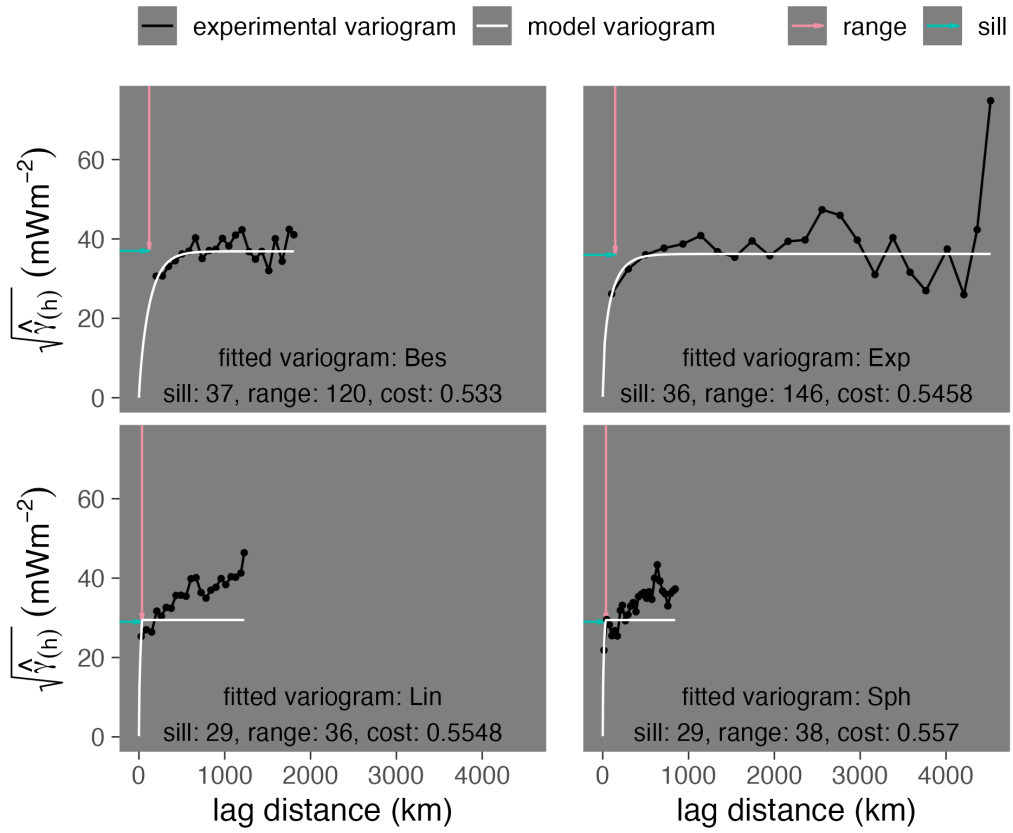 experimental variogram model variogram range sill
√γ̂(h) (mWm−2)
60
40
20
0
fitted variogram: Bes
sill: 37, range: 120, cost: 0.533
fitted variogram: Exp
sill: 36, range: 146, cost: 0.5458
√γ̂(h) (mWm−2)
60
40
20
0
fitted variogram: Lin
sill: 29, range: 36, cost: 0.5548
fitted variogram: Sph
sill: 29, range: 38, cost: 0.557
0 1000 2000 3000 4000
0 1000 2000 3000 4000
lag distance (km)
lag distance (km)